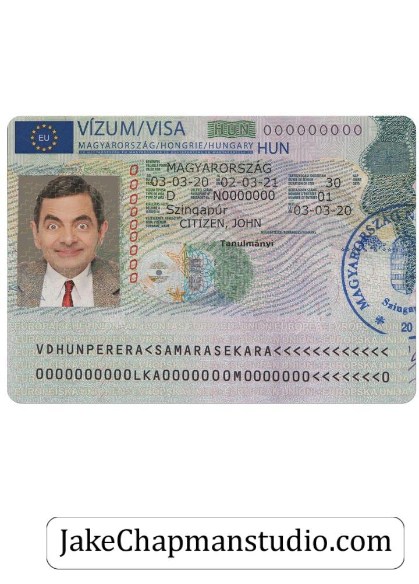 VÍZUM/VISA
000000000
MAGYARORSZÁG/HONGRIE/HUNGARY HUN
EU
MAGYARORSZÁG
03-03-20 02-03-21 30
D N0000000 01
Szingapúr 03-03-20
CITIZEN, JOHN
Tanulmányi
MAGYARORSZÁG
Szinga
20
VDHUNPERERA<SAMARASEKARA<<<<<<<<<<<<
0000000000LKA0000000M0000000<<<<<<<0
JakeChapmanstudio.com